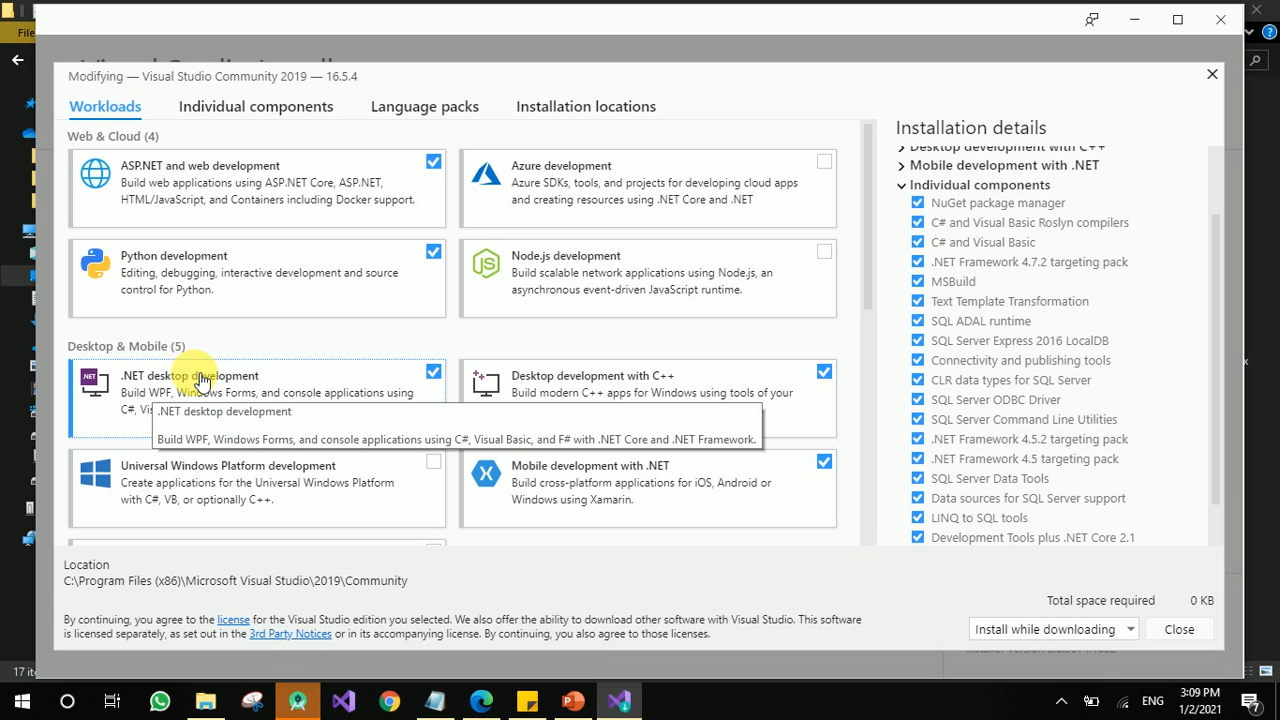 File
Modifying — Visual Studio Community 2019 — 16.5.4
Workloads
Individual components
Language packs
Installation locations
Web & Cloud (4)
ASP.NET and web development
Build web applications using ASP.NET Core, ASP.NET,
HTML/JavaScript, and Containers including Docker support.
Azure development
Azure SDKs, tools, and projects for developing cloud apps
and creating resources using .NET Core and .NET
Python development
Editing, debugging, interactive development and source
control for Python.
Node.js development
Build scalable network applications using Node.js, an
asynchronous event-driven JavaScript runtime.
Desktop & Mobile (5)
.NET desktop development
Build WPF, Windows Forms, and console applications using
C#, Vi
Desktop development with C++
Build modern C++ apps for Windows using tools of your
.NET desktop development
Build WPF, Windows Forms, and console applications using C#, Visual Basic, and F# with .NET Core and .NET Framework.
Universal Windows Platform development
Create applications for the Universal Windows Platform
with C#, VB, or optionally C++.
Mobile development with .NET
Build cross-platform applications for iOS, Android or
Windows using Xamarin.
Installation details
Desktop development with C++
Mobile development with .NET
Individual components
NuGet package manager
C# and Visual Basic Roslyn compilers
C# and Visual Basic
.NET Framework 4.7.2 targeting pack
MSBuild
Text Template Transformation
SQL ADAL runtime
SQL Server Express 2016 LocalDB
Connectivity and publishing tools
CLR data types for SQL Server
SQL Server ODBC Driver
SQL Server Command Line Utilities
.NET Framework 4.5.2 targeting pack
.NET Framework 4.5 targeting pack
SQL Server Data Tools
Data sources for SQL Server support
LINQ to SQL tools
Development Tools plus .NET Core 2.1
Location
C:\Program Files (x86)\Microsoft Visual Studio\2019\Community
Total space required 0 KB
By continuing, you agree to the license for the Visual Studio edition you selected. We also offer the ability to download other software with Visual Studio. This software
is licensed separately, as set out in the 3rd Party Notices or in its accompanying license. By continuing, you also agree to those licenses.
Install while downloading
Close
17 ite
ENG
3:09 PM
1/2/2021
7